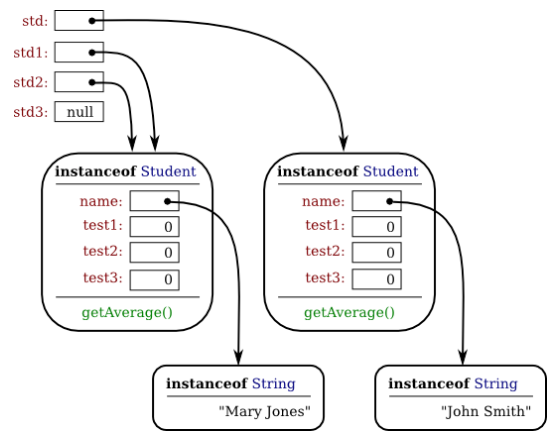 std:
std1:
std2:
std3: null
instanceof Student
name:
test1: 0
test2: 0
test3: 0
getAverage()
instanceof Student
name:
test1: 0
test2: 0
test3: 0
getAverage()
instanceof String
"Mary Jones"
instanceof String
"John Smith"